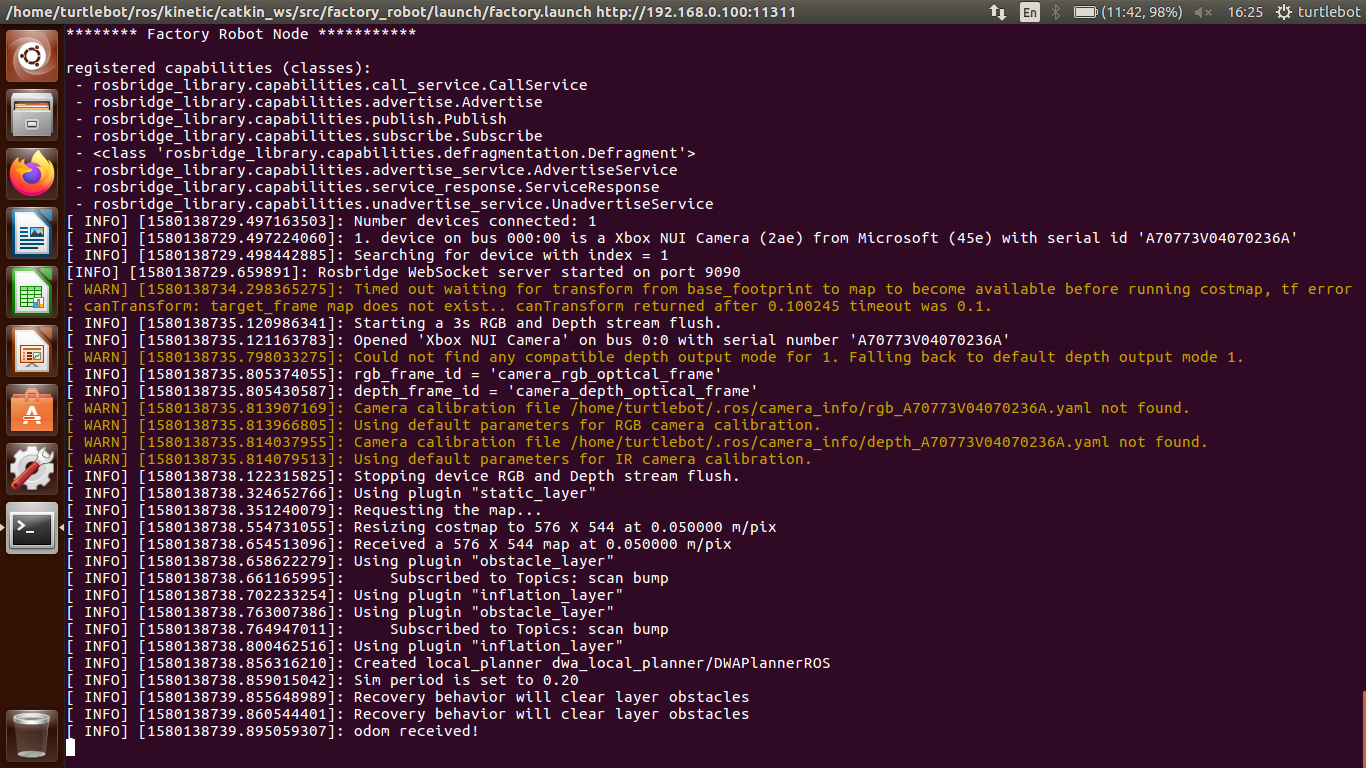 /home/turtlebot/ros/kinetic/catkin_ws/src/factory_robot/launch/factory.launch http://192.168.0.100:11311
En
(11:42, 98%)
16:25
turtlebot
******** Factory Robot Node ***********
registered capabilities (classes):
- rosbridge_library.capabilities.call_service.CallService
- rosbridge_library.capabilities.advertise.Advertise
- rosbridge_library.capabilities.publish.Publish
- rosbridge_library.capabilities.subscribe.Subscribe
- <class 'rosbridge_library.capabilities.defragmentation.Defragment'>
- rosbridge_library.capabilities.advertise_service.AdvertiseService
- rosbridge_library.capabilities.service_response.ServiceResponse
- rosbridge_library.capabilities.unadvertise_service.UnadvertiseService
[ INFO] [1580138729.497163503]: Number devices connected: 1
[ INFO] [1580138729.497224060]: 1. device on bus 000:00 is a Xbox NUI Camera (2ae) from Microsoft (45e) with serial id 'A70773V04070236A'
[ INFO] [1580138729.498442885]: Searching for device with index = 1
[INFO] [1580138729.659891]: Rosbridge WebSocket server started on port 9090
[ WARN] [1580138734.298365275]: Timed out waiting for transform from base_footprint to map to become available before running costmap, tf error
: canTransform: target_frame map does not exist.. canTransform returned after 0.100245 timeout was 0.1.
[ INFO] [1580138735.120986341]: Starting a 3s RGB and Depth stream flush.
[ INFO] [1580138735.121163783]: Opened 'Xbox NUI Camera' on bus 0:0 with serial number 'A70773V04070236A'
[ WARN] [1580138735.798033275]: Could not find any compatible depth output mode for 1. Falling back to default depth output mode 1.
[ INFO] [1580138735.805374055]: rgb_frame_id = 'camera_rgb_optical_frame'
[ INFO] [1580138735.805430587]: depth_frame_id = 'camera_depth_optical_frame'
[ WARN] [1580138735.813907169]: Camera calibration file /home/turtlebot/.ros/camera_info/rgb_A70773V04070236A.yaml not found.
[ WARN] [1580138735.813966805]: Using default parameters for RGB camera calibration.
[ WARN] [1580138735.814037955]: Camera calibration file /home/turtlebot/.ros/camera_info/depth_A70773V04070236A.yaml not found.
[ WARN] [1580138735.814079513]: Using default parameters for IR camera calibration.
[ INFO] [1580138738.122315825]: Stopping device RGB and Depth stream flush.
[ INFO] [1580138738.324652766]: Using plugin "static_layer"
[ INFO] [1580138738.351240079]: Requesting the map...
[ INFO] [1580138738.554731055]: Resizing costmap to 576 X 544 at 0.050000 m/pix
[ INFO] [1580138738.654513096]: Received a 576 X 544 map at 0.050000 m/pix
[ INFO] [1580138738.658622279]: Using plugin "obstacle_layer"
[ INFO] [1580138738.661165995]:     Subscribed to Topics: scan bump
[ INFO] [1580138738.702233254]: Using plugin "inflation_layer"
[ INFO] [1580138738.763007386]: Using plugin "obstacle_layer"
[ INFO] [1580138738.764947011]:     Subscribed to Topics: scan bump
[ INFO] [1580138738.800462516]: Using plugin "inflation_layer"
[ INFO] [1580138738.856316210]: Created local_planner dwa_local_planner/DWAPlannerROS
[ INFO] [1580138738.859015042]: Sim period is set to 0.20
[ INFO] [1580138739.855648989]: Recovery behavior will clear layer obstacles
[ INFO] [1580138739.860544401]: Recovery behavior will clear layer obstacles
[ INFO] [1580138739.895059307]: odom received!